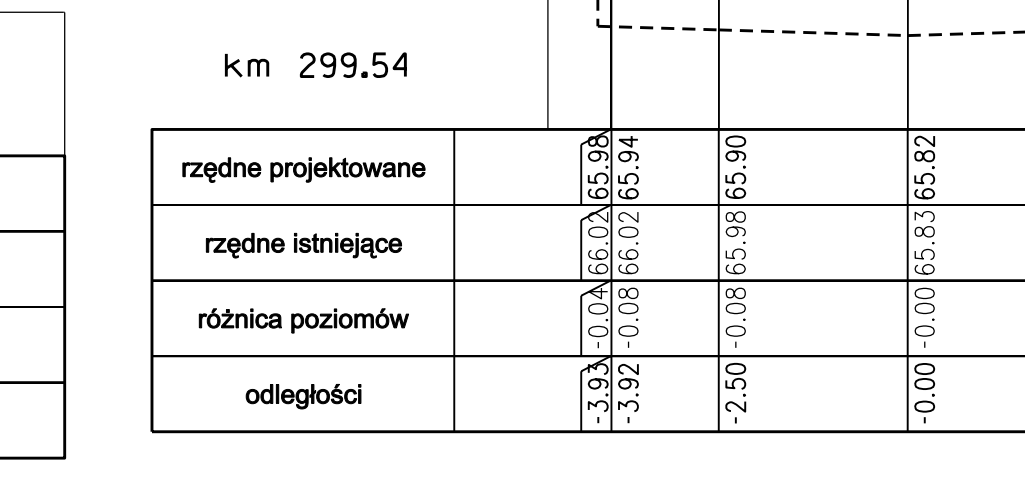 km 299.54
rzędne projektowane 65.98 65.94 65.90 65.82
rzędne istniejące 66.02 66.02 65.98 65.83
różnica poziomów -0.04 -0.08 -0.08 -0.00
odległości -3.93 -3.92 -2.50 -0.00